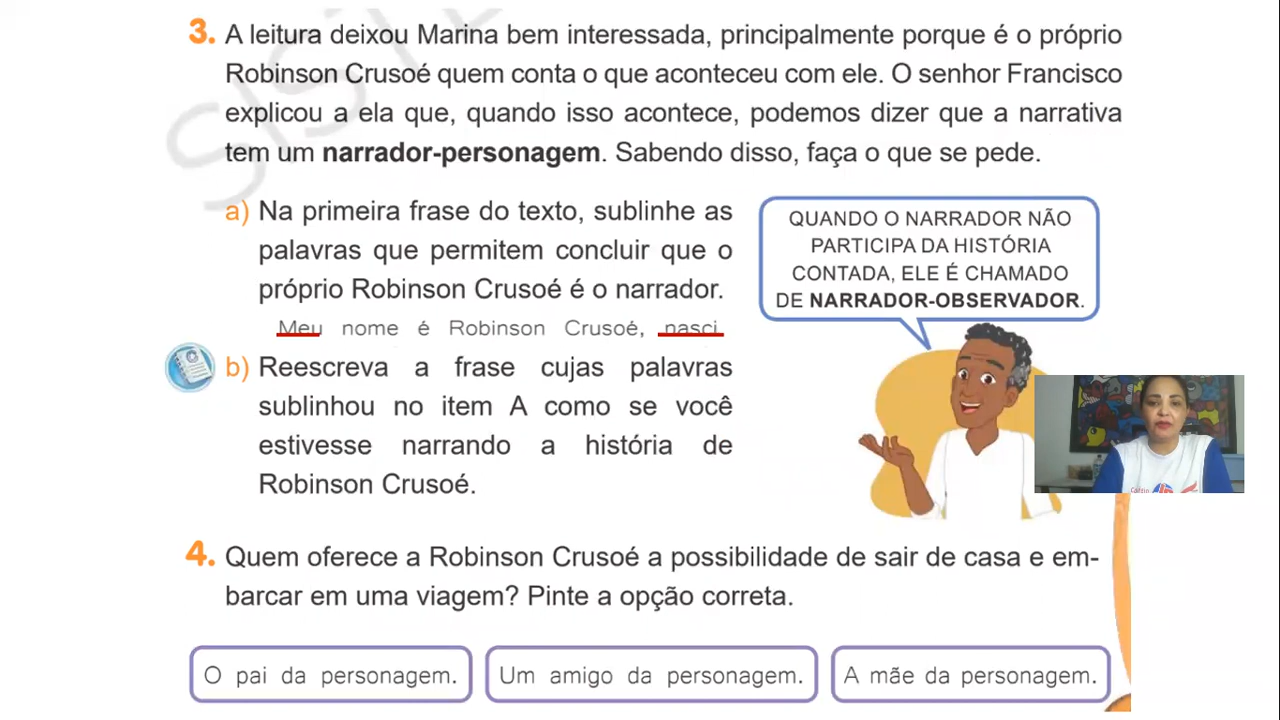 3. A leitura deixou Marina bem interessada, principalmente porque é o próprio
Robinson Crusoé quem conta o que aconteceu com ele. O senhor Francisco
explicou a ela que, quando isso acontece, podemos dizer que a narrativa
tem um narrador-personagem. Sabendo disso, faça o que se pede.
a) Na primeira frase do texto, sublinhe as
palavras que permitem concluir que o
próprio Robinson Crusoé é o narrador.
Meu nome é Robinson Crusoé, nasci
b) Reescreva a frase cujas palavras
sublinhou no item A como se você
estivesse narrando a história de
Robinson Crusoé.
QUANDO O NARRADOR NÃO
PARTICIPA DA HISTÓRIA
CONTADA, ELE É CHAMADO
DE NARRADOR-OBSERVADOR.
4. Quem oferece a Robinson Crusoé a possibilidade de sair de casa e em-
barcar em uma viagem? Pinte a opção correta.
O pai da personagem.
Um amigo da personagem.
A mãe da personagem.